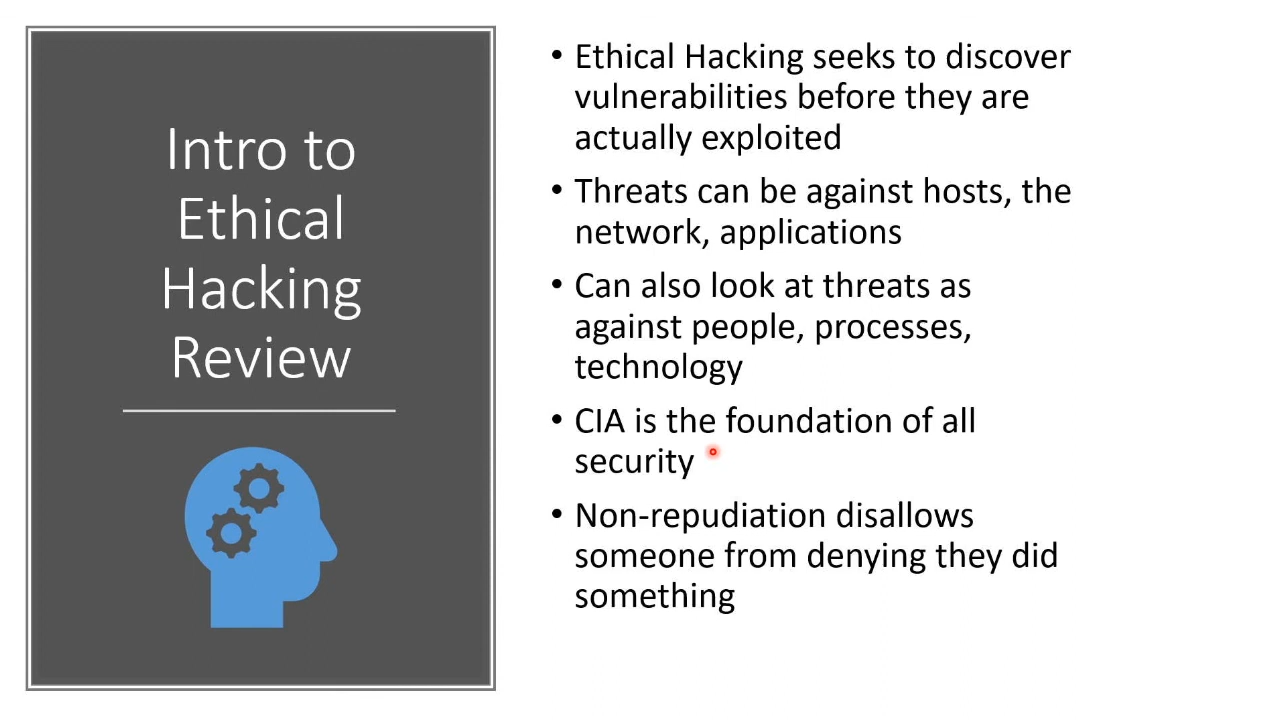 Intro to
Ethical
Hacking
Review
• Ethical Hacking seeks to discover
vulnerabilities before they are
actually exploited
• Threats can be against hosts, the
network, applications
• Can also look at threats as
against people, processes,
technology
• CIA is the foundation of all
security
• Non-repudiation disallows
someone from denying they did
something